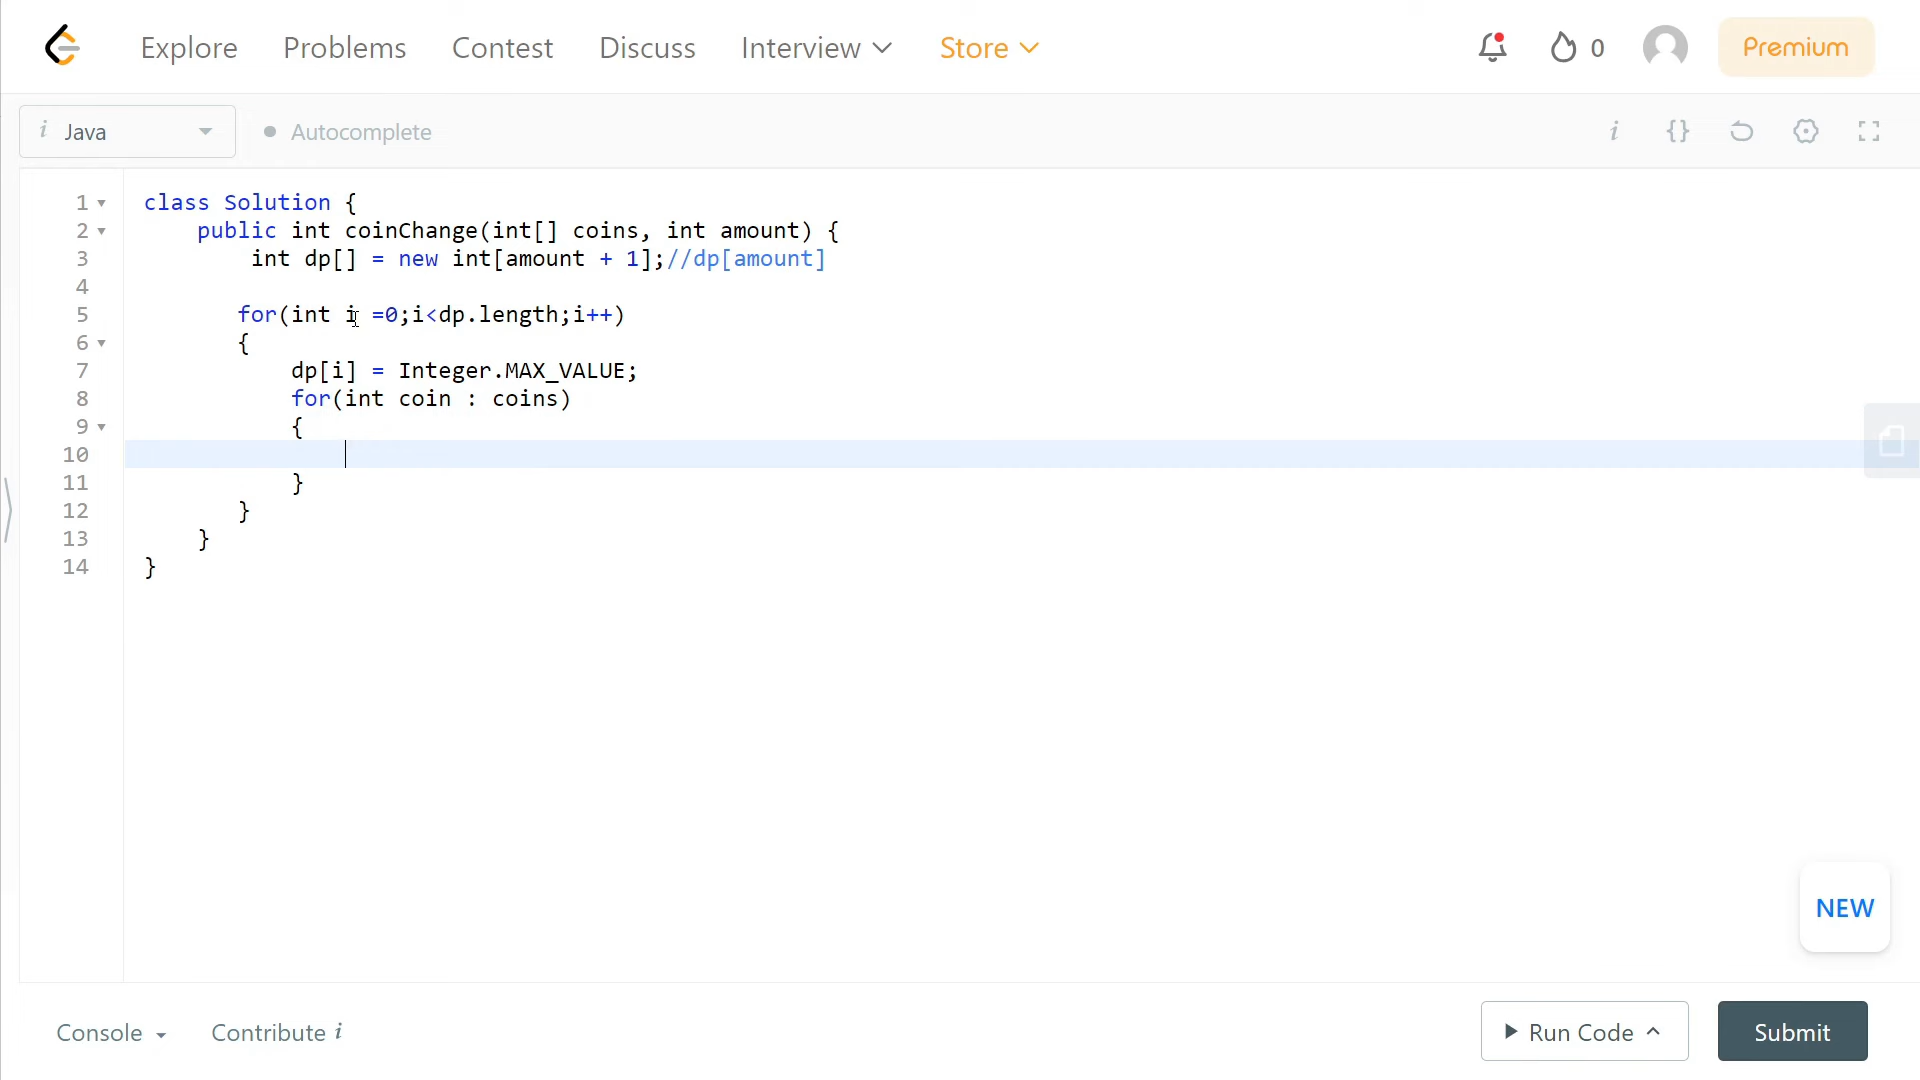 Explore Problems Contest Discuss Interview Store 0 Premium
i Java Autocomplete i {}
1 class Solution {
2 public int coinChange(int[] coins, int amount) {
3 int dp[] = new int[amount + 1];//dp[amount]
4
5 for(int i =0;i<dp.length;i++)
6 {
7 dp[i] = Integer.MAX_VALUE;
8 for(int coin : coins)
9 {
10
11 }
12 }
13 }
14 }
NEW
Console Contribute i Run Code Submit